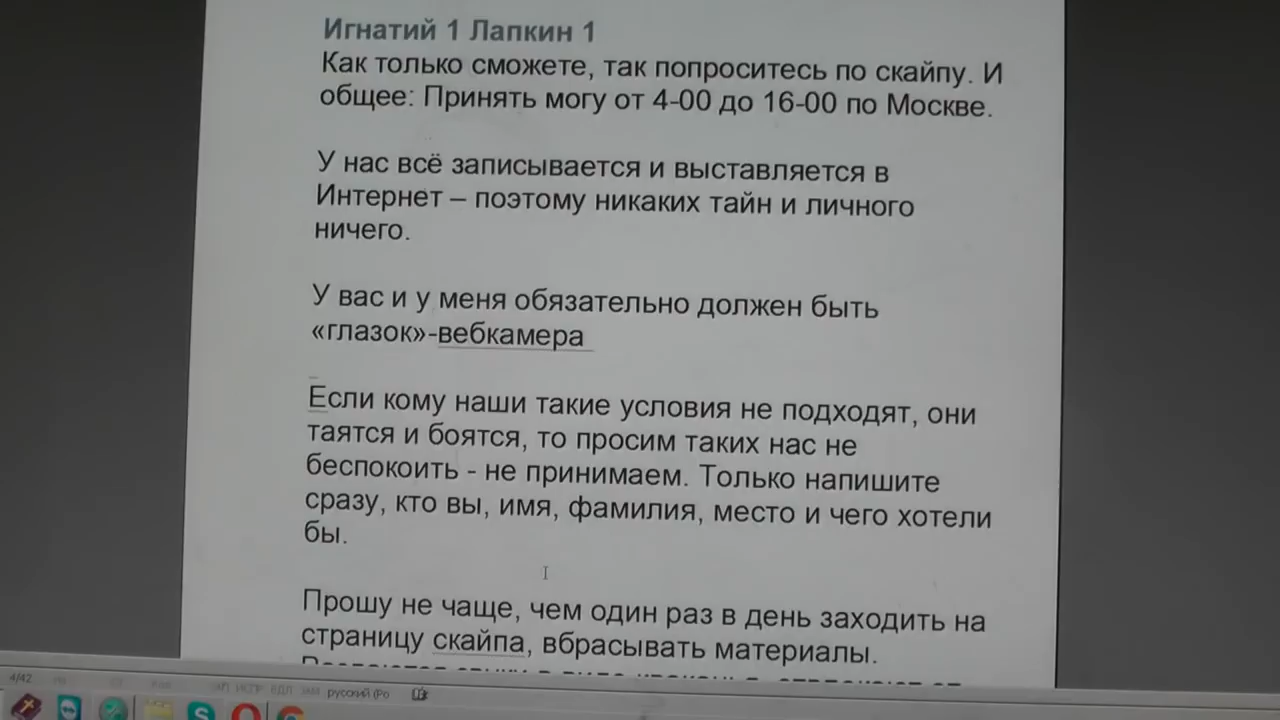 Игнатий 1 Лапкин 1
Как только сможете, так попроситесь по скайпу. И
общее: Принять могу от 4-00 до 16-00 по Москве.
У нас всё записывается и выставляется в
Интернет – поэтому никаких тайн и личного
ничего.
У вас и у меня обязательно должен быть
«глазок»-вебкамера
Если кому наши такие условия не подходят, они
таятся и боятся, то просим таких нас не
беспокоить - не принимаем. Только напишите
сразу, кто вы, имя, фамилия, место и чего хотели
бы.
Прошу не чаще, чем один раз в день заходить на
страницу скайпа, вбрасывать материалы.
4/42
русский (Ро